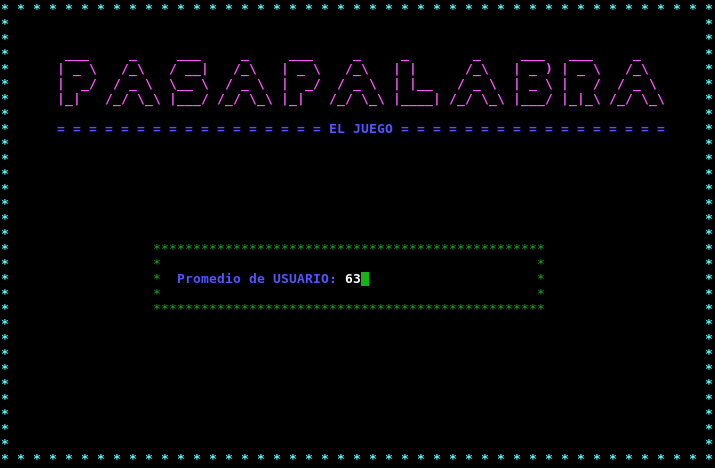 PASAPALABRA
= = = = = = = = = = = = = = = = = EL JUEGO = = = = = = = = = = = = = = = = =
Promedio de USUARIO: 63